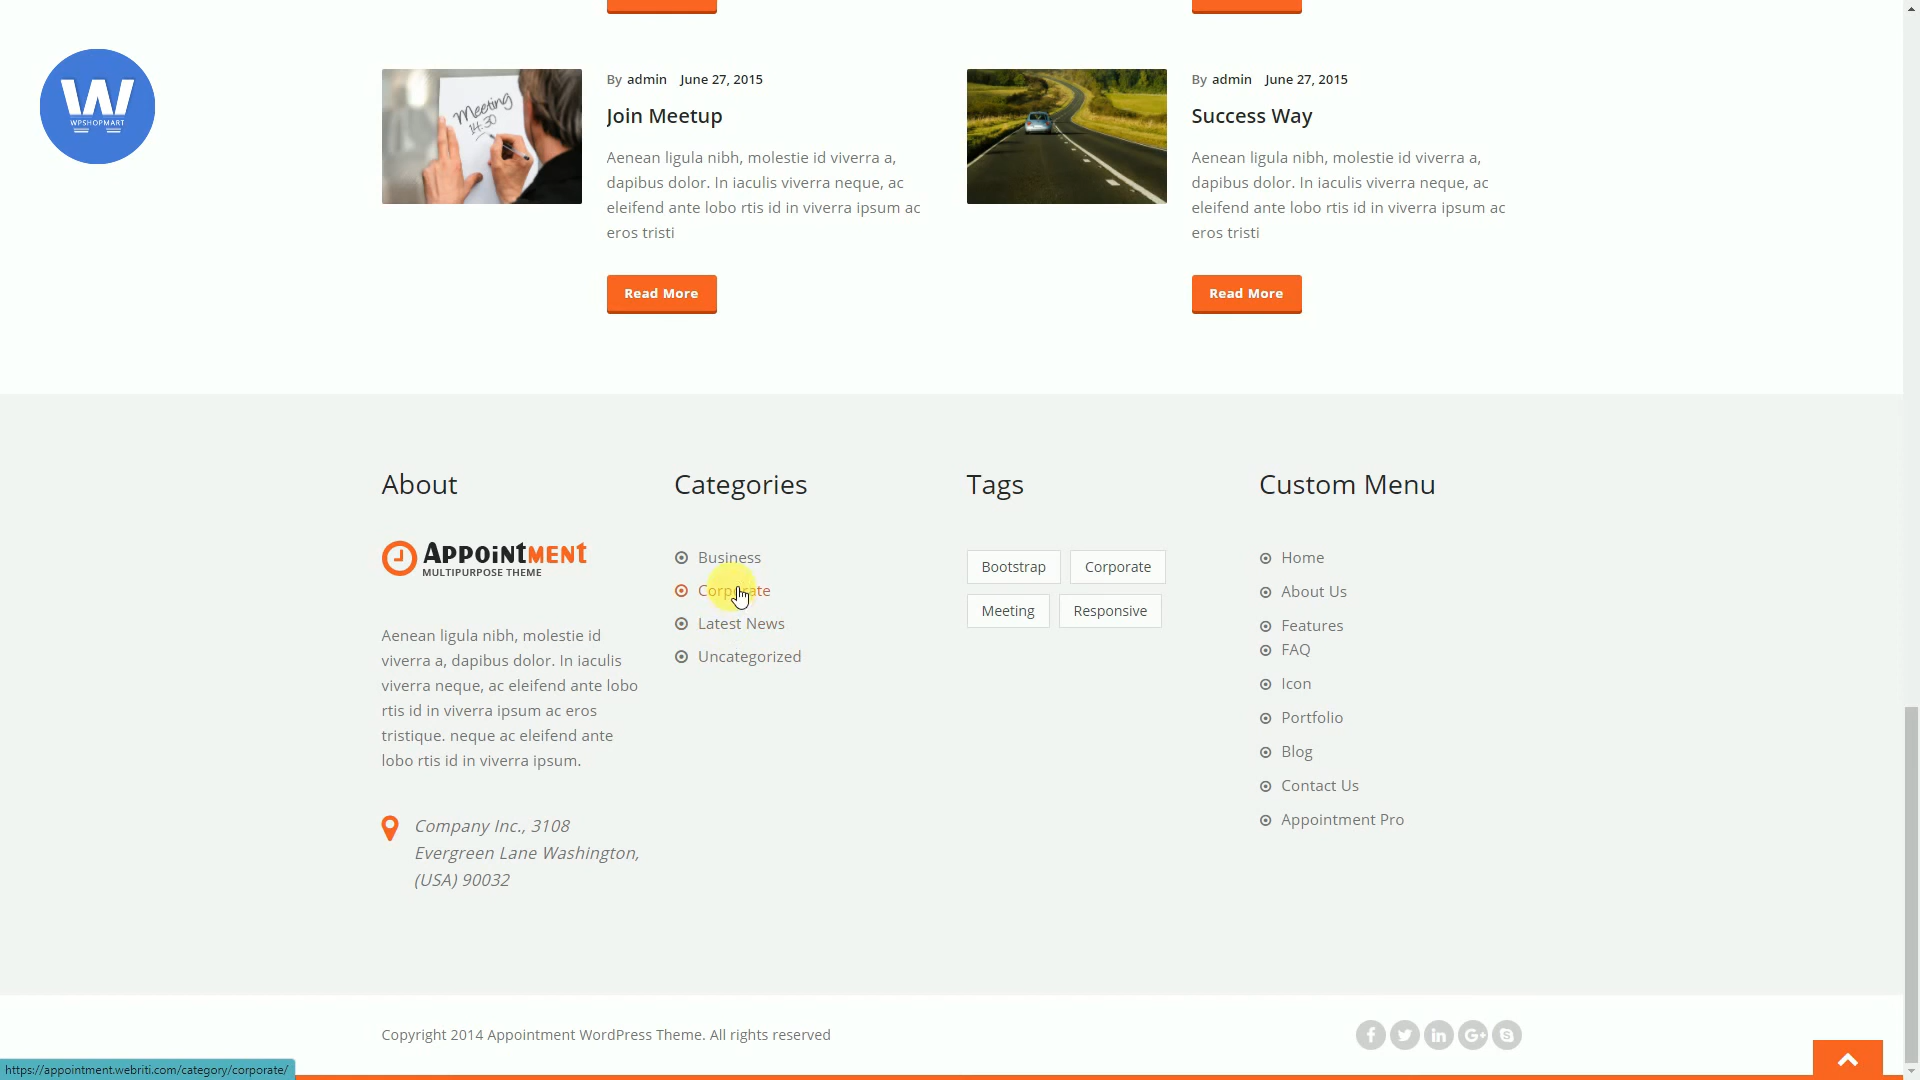 W
WPSHOPMART
Meeting
14:30
By admin June 27, 2015
Join Meetup
Aenean ligula nibh, molestie id viverra a,
dapibus dolor. In iaculis viverra neque, ac
eleifend ante lobo rtis id in viverra ipsum ac
eros tristi
Read More
By admin June 27, 2015
Success Way
Aenean ligula nibh, molestie id viverra a,
dapibus dolor. In iaculis viverra neque, ac
eleifend ante lobo rtis id in viverra ipsum ac
eros tristi
Read More
About
APPOiNtMENT
MULTIPURPOSE THEME
Aenean ligula nibh, molestie id
viverra a, dapibus dolor. In iaculis
viverra neque, ac eleifend ante lobo
rtis id in viverra ipsum ac eros
tristique. neque ac eleifend ante
lobo rtis id in viverra ipsum.
Company Inc., 3108
Evergreen Lane Washington,
(USA) 90032
Categories
Business
Corporate
Latest News
Uncategorized
Tags
Bootstrap
Corporate
Meeting
Responsive
Custom Menu
Home
About Us
Features
FAQ
Icon
Portfolio
Blog
Contact Us
Appointment Pro
Copyright 2014 Appointment WordPress Theme. All rights reserved
https://appointment.webriti.com/category/corporate/